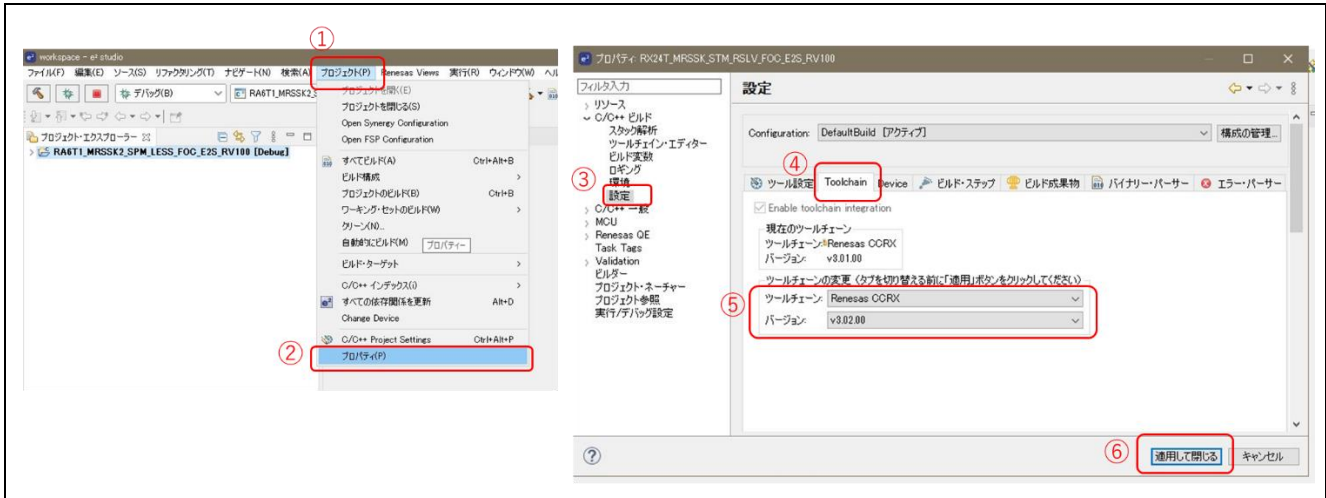 ①
workspace - e² studio
ファイル(F) 編集(E) ソース(S) リファクタリング(T) ナビゲート(N) 検索(A) プロジェクト(P) Renesas Views 実行(R) ウィンドウ(W) ヘル
デバッグ(B)
RA6T1_MRSSK2_S
プロジェクトを開く(E)
プロジェクトを閉じる(S)
Open Synergy Configuration
Open FSP Configuration
プロジェクト・エクスプローラー
RA6T1_MRSSK2_SPM_LESS_FOC_E2S_RV100 [Debug]
すべてビルド(A) Ctrl+Alt+B
ビルド構成
プロジェクトのビルド(B) Ctrl+B
ワーキング・セットのビルド(W)
クリーン(N)...
自動的にビルド(M)
プロパティー
ビルド・ターゲット
C/C++ インデックス(i)
すべての依存関係を更新 Alt+D
Change Device
C/C++ Project Settings Ctrl+Alt+P
②
プロパティ(P)
プロパティ: RX24T_MRSSK_STM_RSLV_FOC_E2S_RV100
フィルタ入力
設定
リソース
C/C++ ビルド
スタック解析
ツールチェイン・エディター
ビルド変数
ロギング
環境
③
設定
C/C++ 一般
MCU
Renesas QE
Task Tags
Validation
ビルダー
プロジェクト・ネーチャー
プロジェクト参照
実行/デバッグ設定
Configuration: DefaultBuild [アクティブ]
構成の管理...
④
ツール設定 Toolchain Device ビルド・ステップ ビルド成果物 バイナリー・パーサー エラー・パーサー
Enable toolchain integration
現在のツールチェーン
ツールチェーン: Renesas CCRX
バージョン: v3.01.00
ツールチェーンの変更 (タブを切り替える前に「適用」ボタンをクリックしてください)
⑤
ツールチェーン: Renesas CCRX
バージョン: v3.02.00
⑥
適用して閉じる
キャンセル